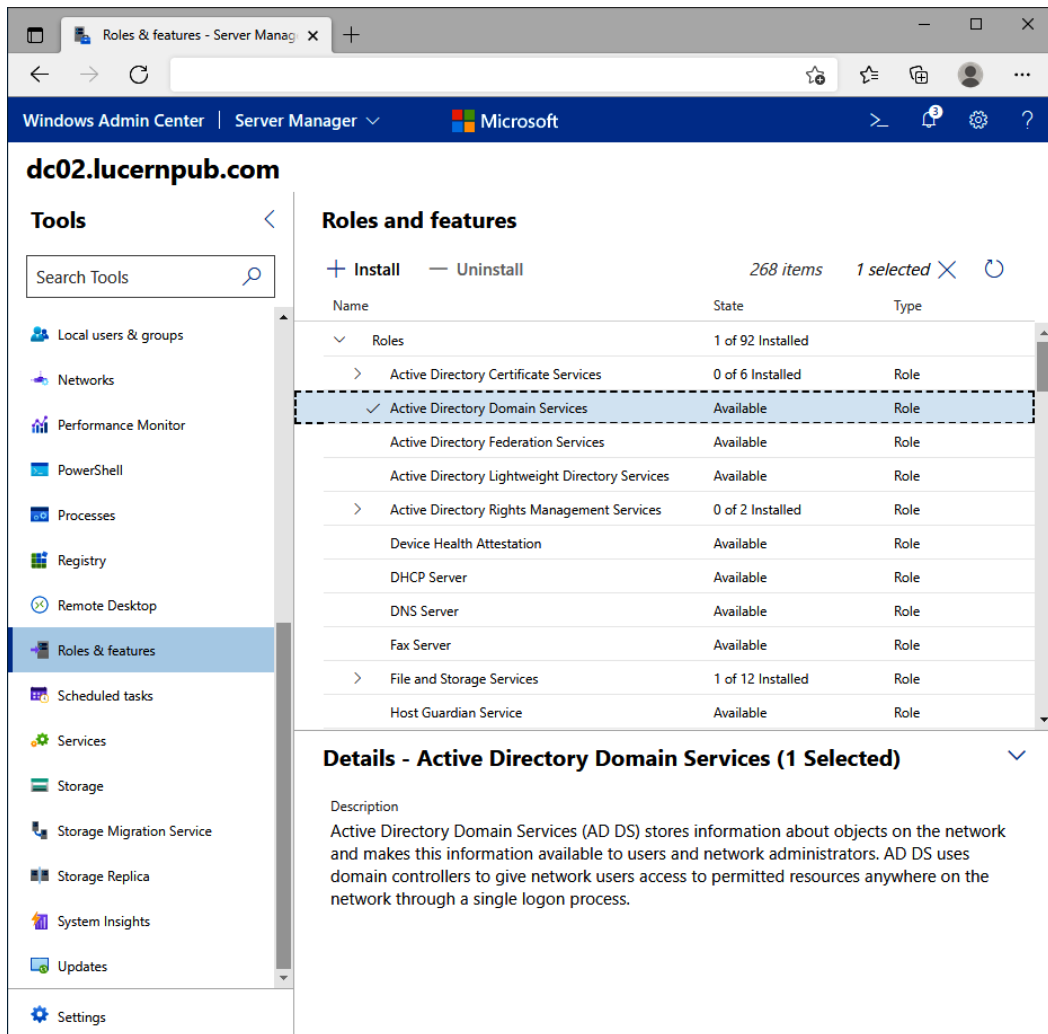 Roles & features - Server Manag
Windows Admin Center | Server Manager
Microsoft
3
dc02.lucernpub.com
Tools
Search Tools
Local users & groups
Networks
Performance Monitor
PowerShell
Processes
Registry
Remote Desktop
Roles & features
Scheduled tasks
Services
Storage
Storage Migration Service
Storage Replica
System Insights
Updates
Settings
Roles and features
Install Uninstall 268 items 1 selected
Name State Type
Roles 1 of 92 Installed
Active Directory Certificate Services 0 of 6 Installed Role
Active Directory Domain Services Available Role
Active Directory Federation Services Available Role
Active Directory Lightweight Directory Services Available Role
Active Directory Rights Management Services 0 of 2 Installed Role
Device Health Attestation Available Role
DHCP Server Available Role
DNS Server Available Role
Fax Server Available Role
File and Storage Services 1 of 12 Installed Role
Host Guardian Service Available Role
Details - Active Directory Domain Services (1 Selected)
Description
Active Directory Domain Services (AD DS) stores information about objects on the network
and makes this information available to users and network administrators. AD DS uses
domain controllers to give network users access to permitted resources anywhere on the
network through a single logon process.